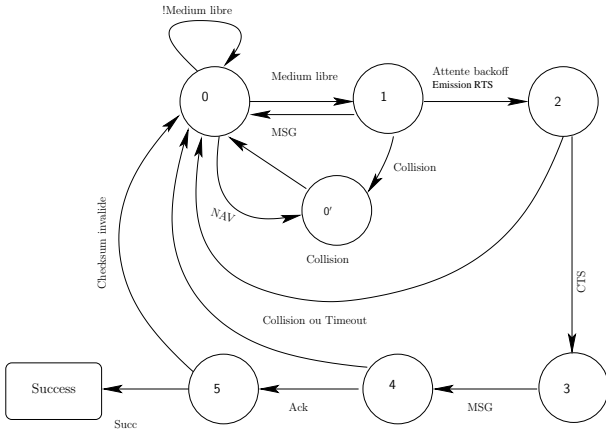 !Medium libre
0
Medium libre
1
Attente backoff
Emission RTS
2
MSG
Collision
NAV
0'
Collision
Checksum invalide
CTS
Collision ou Timeout
Success
5
4
3
Succ
Ack
MSG